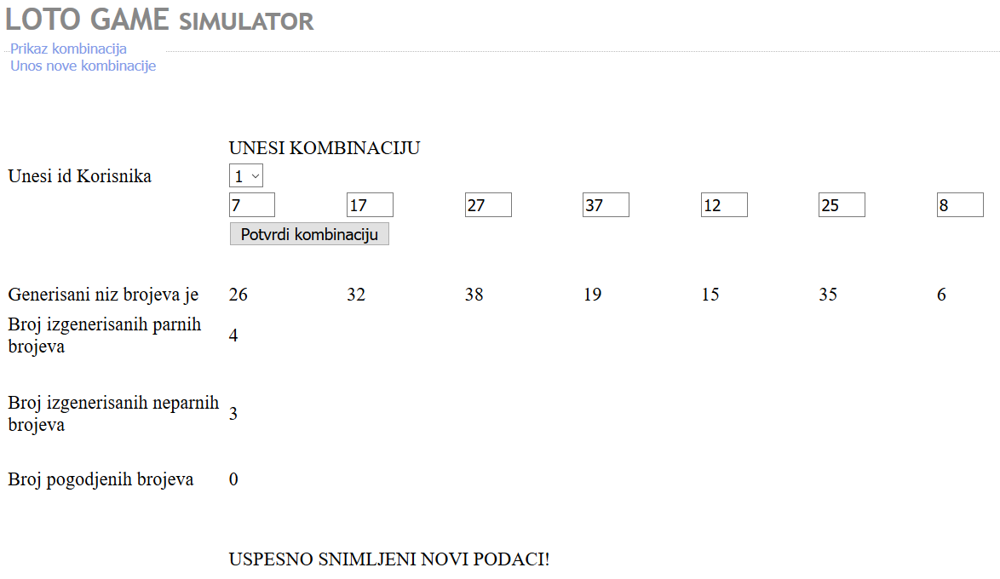 LOTO GAME SIMULATOR
Prikaz kombinacija
Unos nove kombinacije
UNESI KOMBINACIJU
Unesi id Korisnika 1
7 17 27 37 12 25 8
Potvrdi kombinaciju
Generisani niz brojeva je 26 32 38 19 15 35 6
Broj izgenerisanih parnih
brojeva
4
Broj izgenerisanih neparnih
brojeva
3
Broj pogodjenih brojeva 0
USPESNO SNIMLJENI NOVI PODACI!